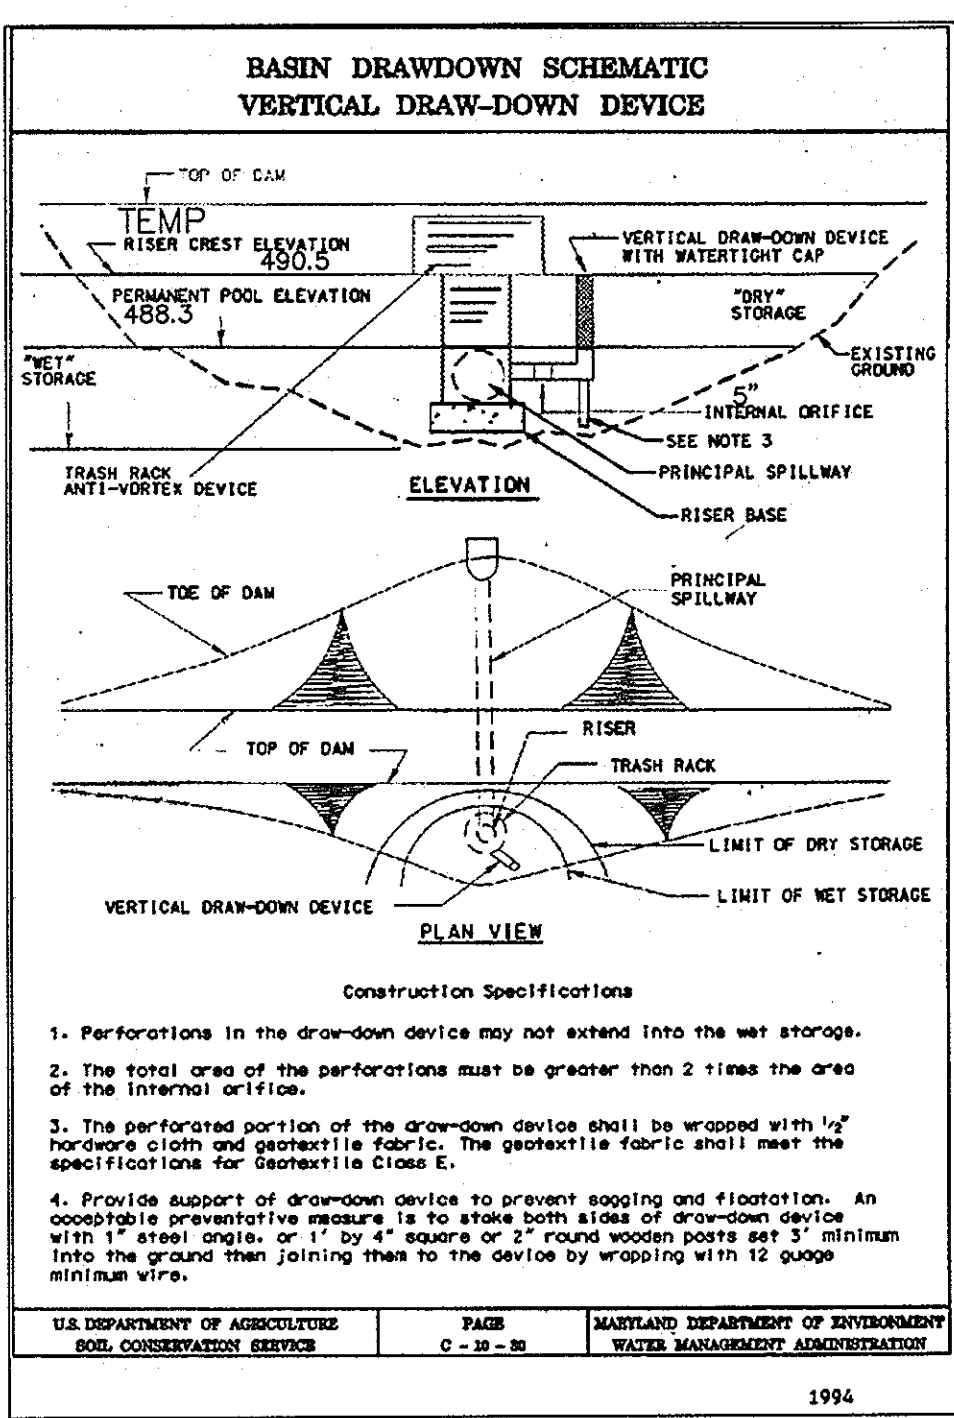 BASIN DRAWDOWN SCHEMATIC
VERTICAL DRAW-DOWN DEVICE
TOP OF DAM
TEMP
RISER CREST ELEVATION
490.5
VERTICAL DRAW-DOWN DEVICE
WITH WATERTIGHT CAP
PERMANENT POOL ELEVATION
488.3
"DRY"
STORAGE
"WET"
STORAGE
EXISTING
GROUND
5"
INTERNAL ORIFICE
SEE NOTE 3
TRASH RACK
ANTI-VORTEX DEVICE
ELEVATION
PRINCIPAL SPILLWAY
RISER BASE
TOE OF DAM
PRINCIPAL
SPILLWAY
RISER
TOP OF DAM
TRASH RACK
LIMIT OF DRY STORAGE
LIMIT OF WET STORAGE
VERTICAL DRAW-DOWN DEVICE
PLAN VIEW
Construction Specifications
1. Perforations in the draw-down device may not extend into the wet storage.
2. The total area of the perforations must be greater than 2 times the area
of the internal orifice.
3. The perforated portion of the draw-down device shall be wrapped with 1/2"
hardware cloth and geotextile fabric. The geotextile fabric shall meet the
specifications for Geotextile Class E.
4. Provide support of draw-down device to prevent sagging and floatation. An
acceptable preventative measure is to stake both sides of draw-down device
with 1" steel angle. or 1' by 4" square or 2" round wooden posts set 3' minimum
into the ground then joining them to the device by wrapping with 12 guage
minimum wire.
U.S. DEPARTMENT OF AGRICULTURE
SOIL CONSERVATION SERVICE
PAGE
C - 10 - 30
MARYLAND DEPARTMENT OF ENVIRONMENT
WATER MANAGEMENT ADMINISTRATION
1994